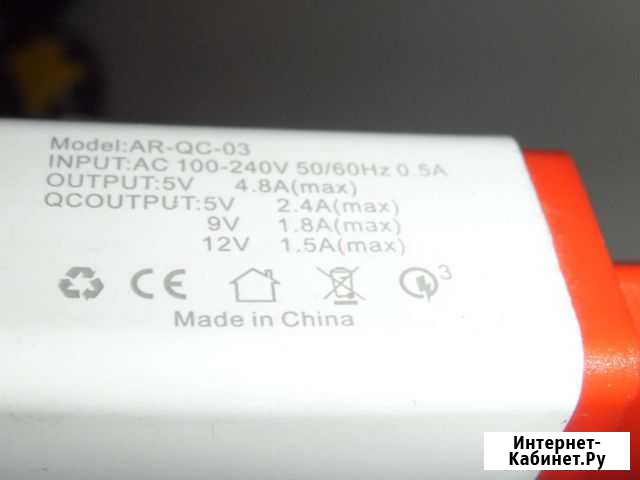 Model:AR-QC-03
INPUT:AC 100-240V 50/60Hz 0.5A
OUTPUT:5V 4.8A(max)
QCOUTPUT:5V 2.4A(max)
9V 1.8A(max)
12V 1.5A(max)
3
Made in China
Интернет-
Кабинет.Ру